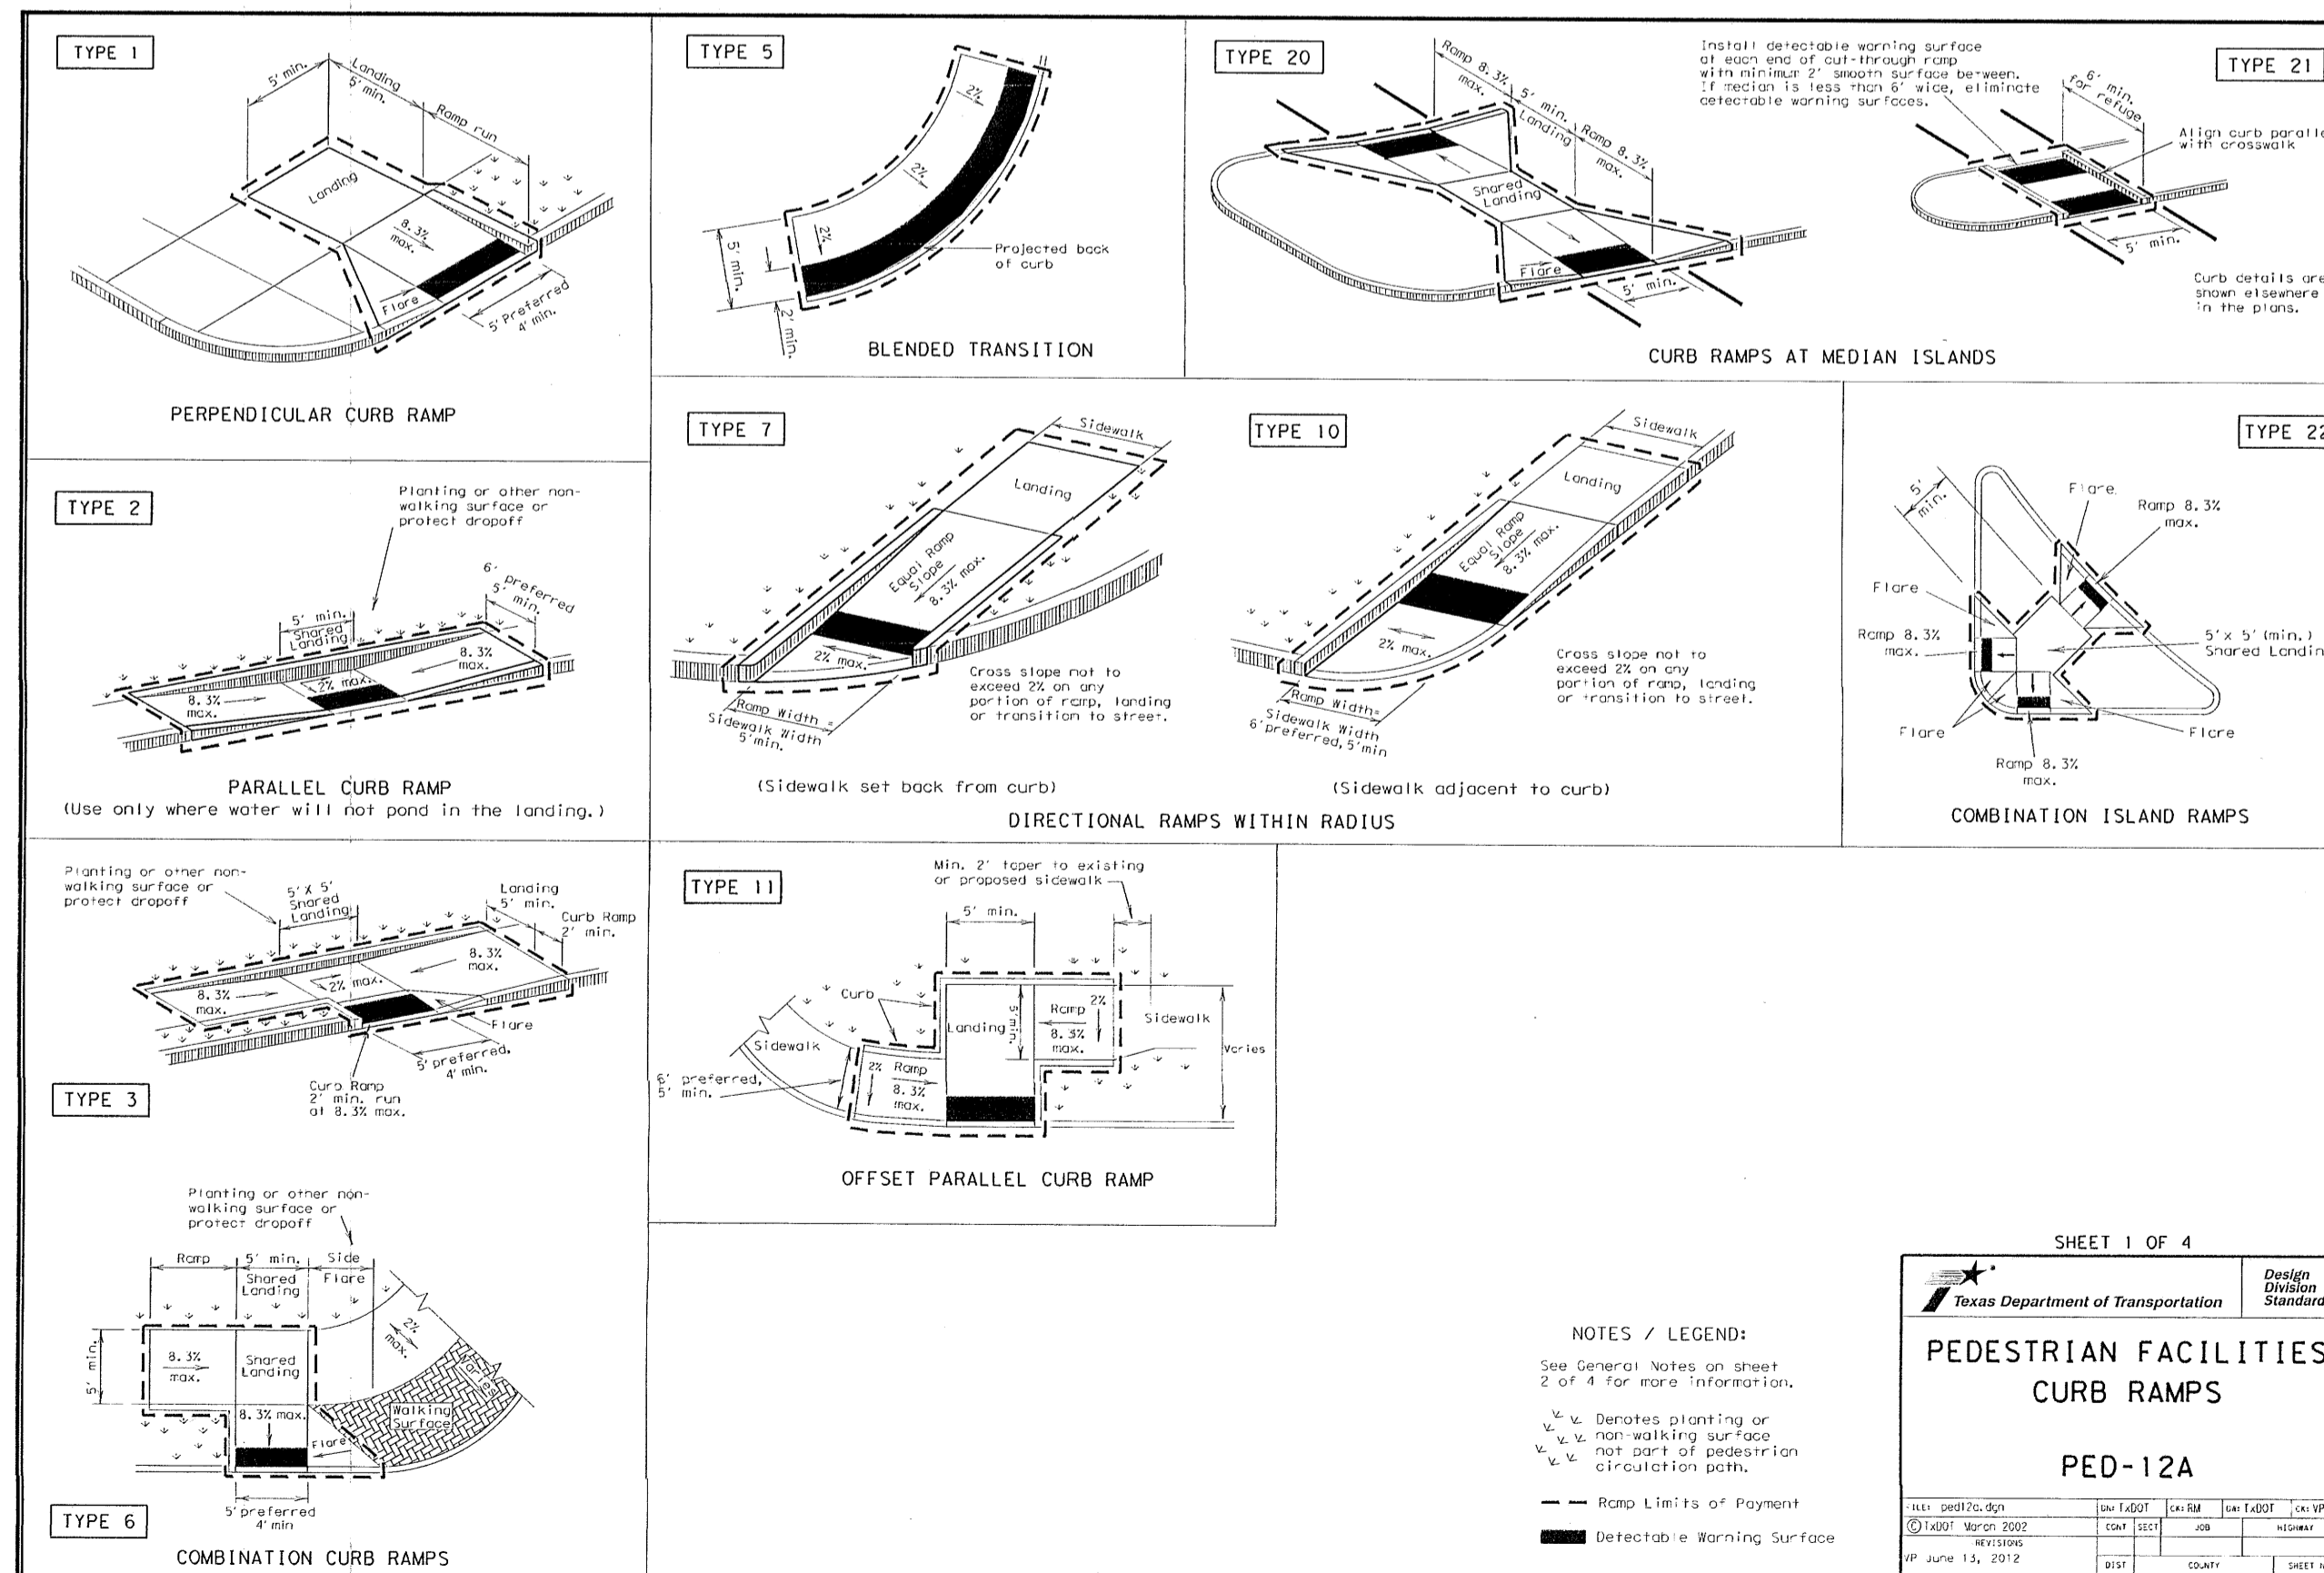 TYPE 1
5' min.
Landing
5' min.
Ramp run
Landing
8.3%
max.
Flare
5' Preferred
4' min.
PERPENDICULAR CURB RAMP
TYPE 2
Planting or other non-
walking surface or
protect dropoff
6' preferred
5' min.
5' min.
Shared
Landing
8.3%
max.
2% max.
8.3%
max.
PARALLEL CURB RAMP
(Use only where water will not pond in the landing.)
Planting or other non-
walking surface or
protect dropoff
5' X 5'
Shared
Landing
Landing
5' min.
Curb Ramp
2' min.
8.3%
max.
2% max.
8.3%
max.
Flare
5' preferred,
4' min.
Curb Ramp
2' min. run
at 8.3% max.
TYPE 3
Planting or other non-
walking surface or
protect dropoff
Ramp
5' min.
Side
Shared
Landing
Flare
2%
max.
5' min.
8.3%
max.
Shared
Landing
Varies
Walking
Surface
8.3% max.
Flare
5' preferred
4' min
TYPE 6
COMBINATION CURB RAMPS
TYPE 5
2%
2%
2%
5' min.
2' min.
Projected back
of curb
BLENDED TRANSITION
TYPE 20
Ramp 8.3%
max.
5' min.
Landing
Ramp 8.3%
max.
Shared
Landing
Flare
5' min.
Install detectable warning surface
at each end of cut-through ramp
with minimum 2' smooth surface between.
If median is less than 6' wide, eliminate
detectable warning surfaces.
TYPE 21
6' min.
for refuge
Align curb paralle
with crosswalk
5' min.
Curb details are
shown elsewhere
in the plans.
CURB RAMPS AT MEDIAN ISLANDS
TYPE 7
Sidewalk
Landing
Equal Ramp
Slope
8.3% max.
2% max.
Cross slope not to
exceed 2% on any
portion of ramp, landing
or transition to street.
Ramp Width =
Sidewalk Width
5' min.
(Sidewalk set back from curb)
TYPE 10
Sidewalk
Landing
Equal Ramp
Slope
8.3% max.
2% max.
Cross slope not to
exceed 2% on any
portion of ramp, landing
or transition to street.
Ramp Width=
Sidewalk Width
6' preferred, 5' min
(Sidewalk adjacent to curb)
DIRECTIONAL RAMPS WITHIN RADIUS
TYPE 22
5'
min.
Flare
Ramp 8.3%
max.
Flare
Ramp 8.3%
max.
5' x 5' (min.)
Shared Landin
Flare
Flare
Ramp 8.3%
max.
COMBINATION ISLAND RAMPS
TYPE 11
Min. 2' taper to existing
or proposed sidewalk
5' min.
Curb
Landing
5' min.
Ramp
2%
8.3%
max.
Sidewalk
Varies
Sidewalk
6' preferred,
5' min.
2%
Ramp
8.3%
max.
OFFSET PARALLEL CURB RAMP
NOTES / LEGEND:
See General Notes on sheet
2 of 4 for more information.
Denotes planting or
non-walking surface
not part of pedestrian
circulation path.
Ramp Limits of Payment
Detectable Warning Surface
SHEET 1 OF 4
Texas Department of Transportation
Design
Division
Standard
PEDESTRIAN FACILITIES
CURB RAMPS
PED-12A
FILE: ped12a.dgn
DN: TxDOT
CK: RM
DW: TxDOT
CK: VP
© TxDOT March 2002
CONT
SECT
JOB
HIGHWAY
REVISIONS
VP June 13, 2012
DIST
COUNTY
SHEET N